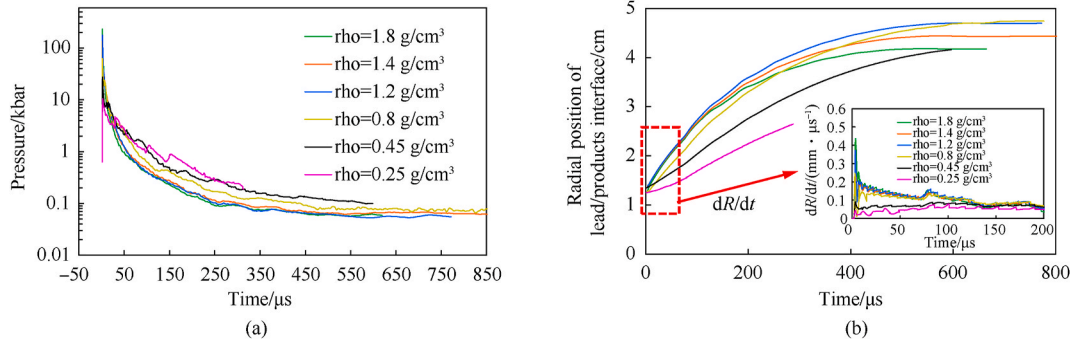 (a)
100
10
1
0.1
0.01
Pressure/kbar
rho=1.8 g/cm³
rho=1.4 g/cm³
rho=1.2 g/cm³
rho=0.8 g/cm³
rho=0.45 g/cm³
rho=0.25 g/cm³
−50 50 150 250 350 450 550 650 750 850
Time/μs
(a)
(b)
5
4
3
2
1
0
Radial position of
lead/products interface/cm
dR/dt
0.6
0.5
0.4
0.3
0.2
0.1
0
dR/dt/(mm · μs⁻¹)
rho=1.8 g/cm³
rho=1.4 g/cm³
rho=1.2 g/cm³
rho=0.8 g/cm³
rho=0.45 g/cm³
rho=0.25 g/cm³
0 50 100 150 200
Time/μs
0 200 400 600 800
Time/μs
(b)